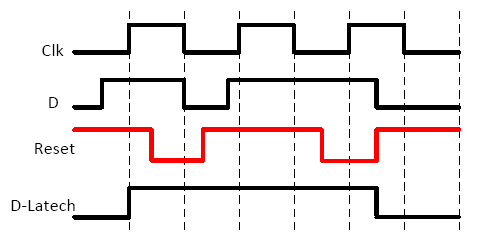 Clk
D
Reset
D-Latech